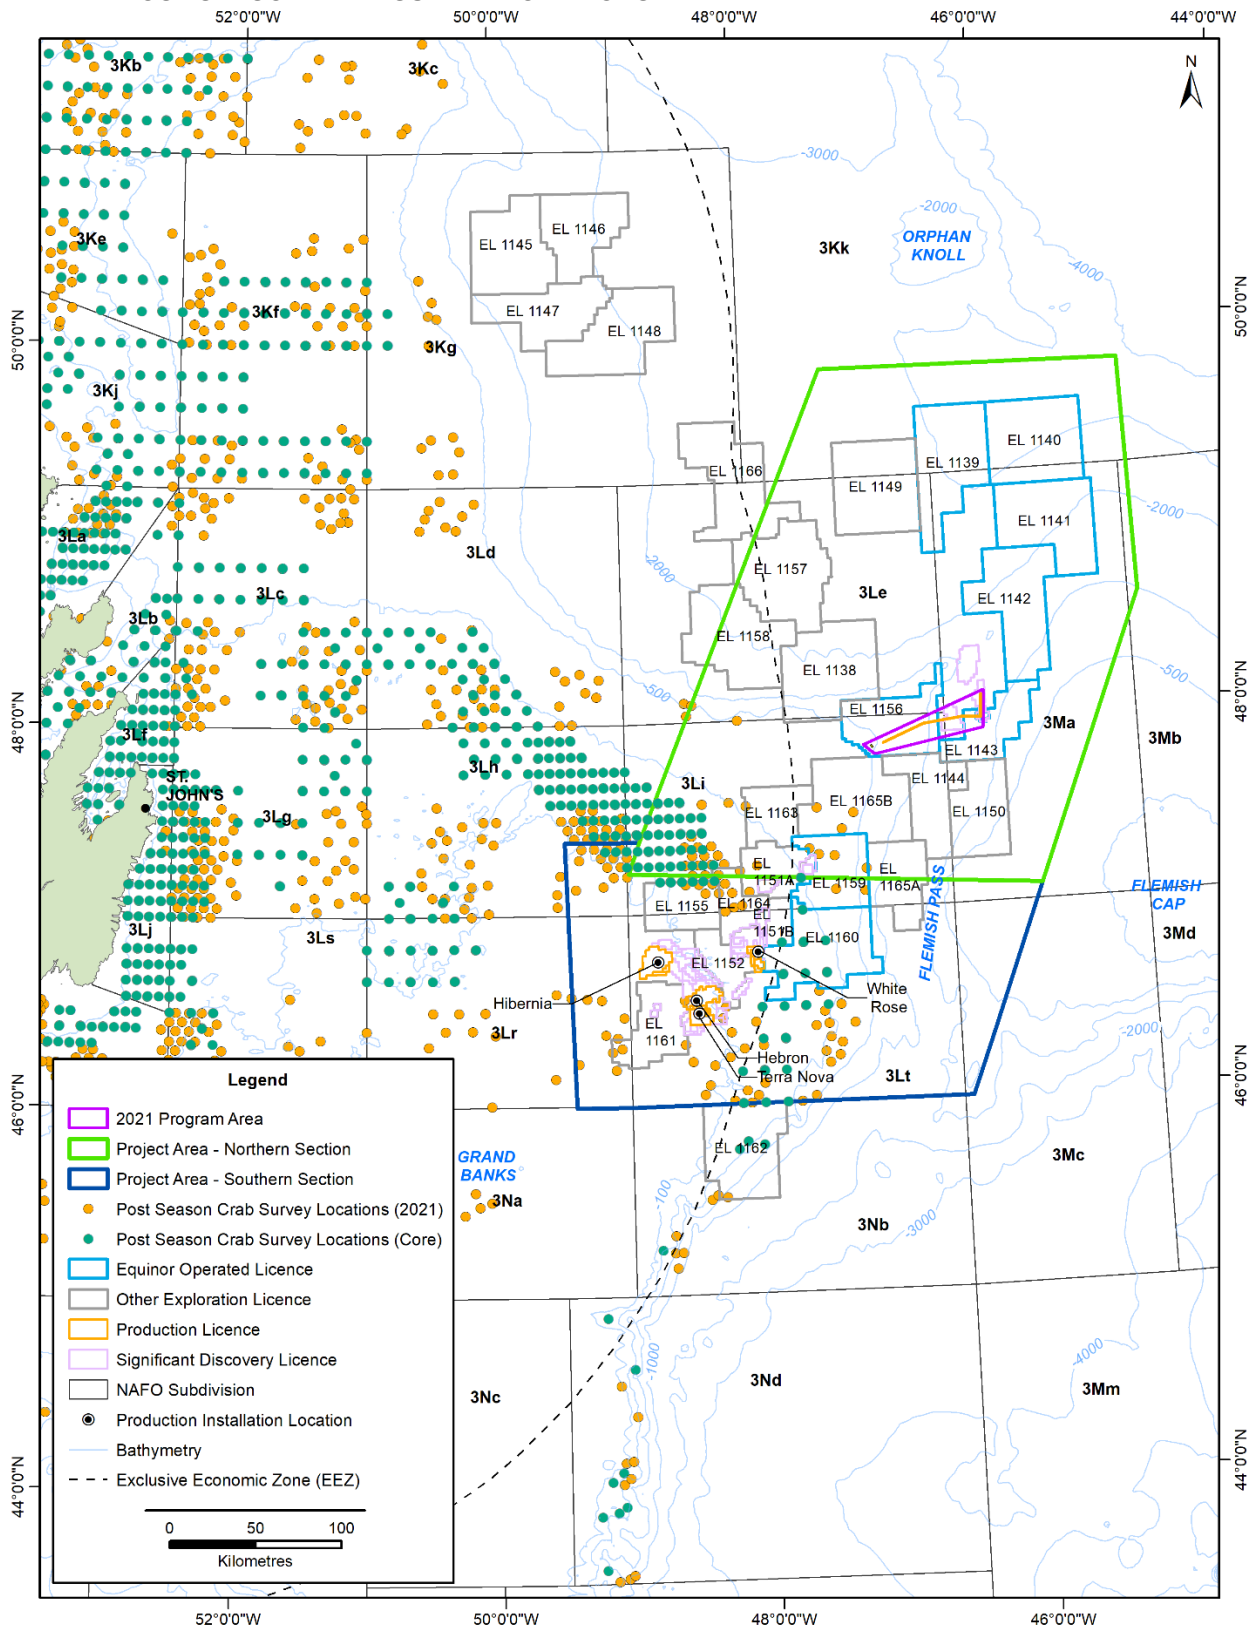 52°0'0"W
50°0'0"W
48°0'0"W
46°0'0"W
44°0'0"W
3Kb
3Kc
N
-3000
-2000
ORPHAN
KNOLL
-4000
3Ke
3Kk
EL 1145
EL 1146
3Kf
EL 1147
EL 1148
50°0'0"N
50°0'0"N
3Kg
3Kj
EL 1166
EL 1139
EL 1140
EL 1149
EL 1141
-2000
3La
3Ld
-2000
EL 1157
3Lc
3Le
EL 1142
3Lb
EL 1158
EL 1138
-500
-500
48°0'0"N
48°0'0"N
EL 1156
3Lf
3Ma
3Mb
EL 1143
3Lh
3Li
EL 1144
ST.
JOHN'S
EL 1165B
EL 1163
EL 1150
3Lg
EL
1151A
EL 1159
EL
1165A
FLEMISH PASS
FLEMISH
CAP
EL 1155
EL 1164
EL
1151B
3Lj
3Ls
EL 1160
3Md
EL 1152
Hibernia
White
Rose
EL
1161
3Lr
-2000
Hebron
Terra Nova
3Lt
46°0'0"N
46°0'0"N
EL 1162
GRAND
BANKS
3Na
-100
3Mc
3Nb
-3000
-1000
3Nc
3Nd
-4000
3Mm
44°0'0"N
44°0'0"N
Legend
2021 Program Area
Project Area - Northern Section
Project Area - Southern Section
Post Season Crab Survey Locations (2021)
Post Season Crab Survey Locations (Core)
Equinor Operated Licence
Other Exploration Licence
Production Licence
Significant Discovery Licence
NAFO Subdivision
Production Installation Location
Bathymetry
Exclusive Economic Zone (EEZ)
0 50 100
Kilometres
52°0'0"W
50°0'0"W
48°0'0"W
46°0'0"W